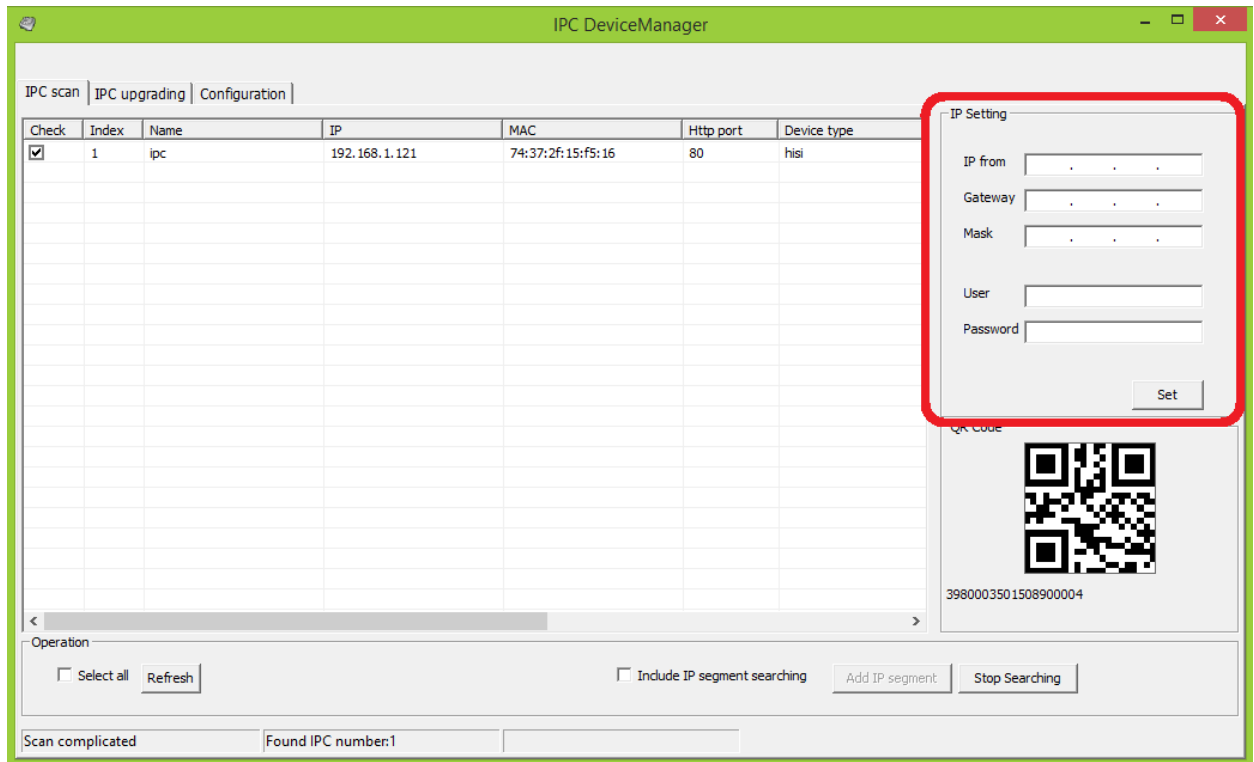 IPC DeviceManager
IPC scan IPC upgrading Configuration
Check Index Name IP MAC Http port Device type
1 ipc 192.168.1.121 74:37:2f:15:f5:16 80 hisi
IP Setting
IP from . . .
Gateway . . .
Mask . . .
User
Password
Set
QR Code
3980003501508900004
Operation
Select all Refresh Include IP segment searching Add IP segment Stop Searching
Scan complicated Found IPC number:1